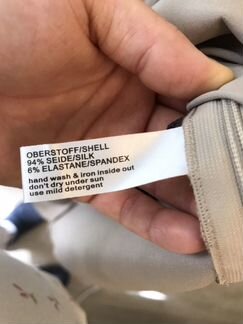 OBERSTOFF/SHELL
94% SEIDE/SILK
6% ELASTANE/SPANDEX
hand wash & iron inside out
don't dry under sun
use mild detergent